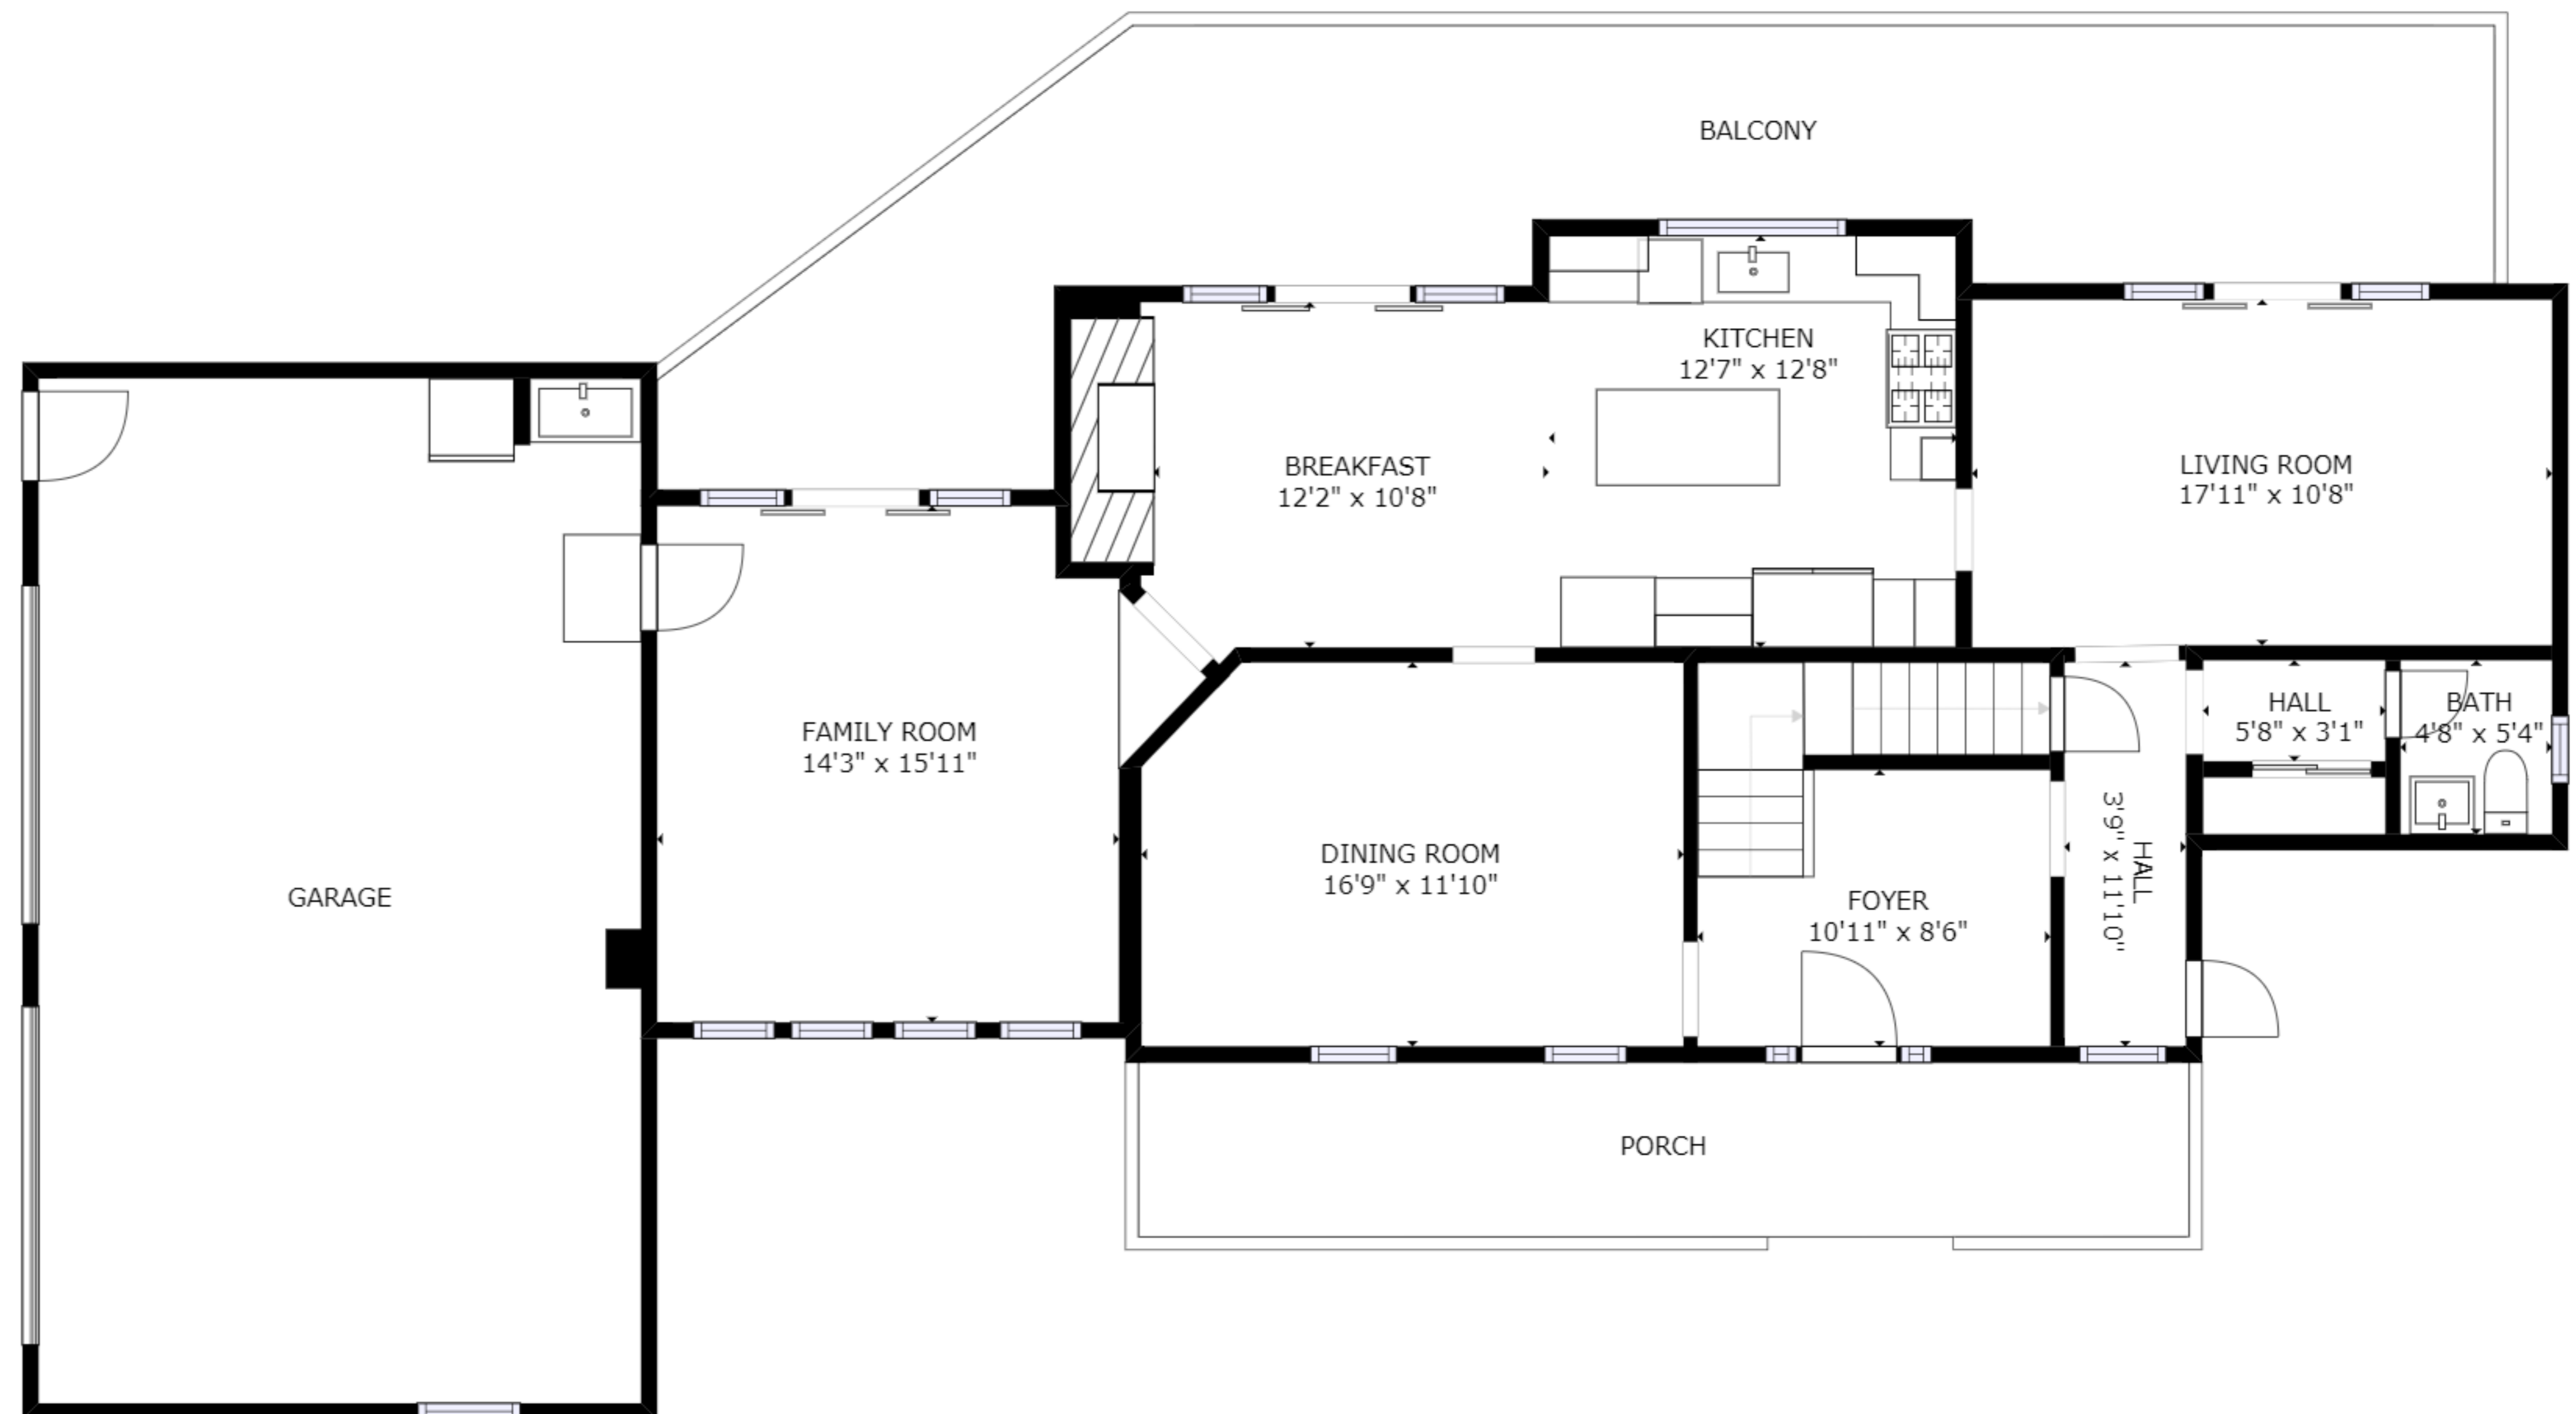 BALCONY
KITCHEN
12'7" x 12'8"
BREAKFAST
12'2" x 10'8"
LIVING ROOM
17'11" x 10'8"
HALL
5'8" x 3'1"
BATH
4'8" x 5'4"
FAMILY ROOM
14'3" x 15'11"
DINING ROOM
16'9" x 11'10"
HALL
3'9" x 11'10"
GARAGE
FOYER
10'11" x 8'6"
PORCH